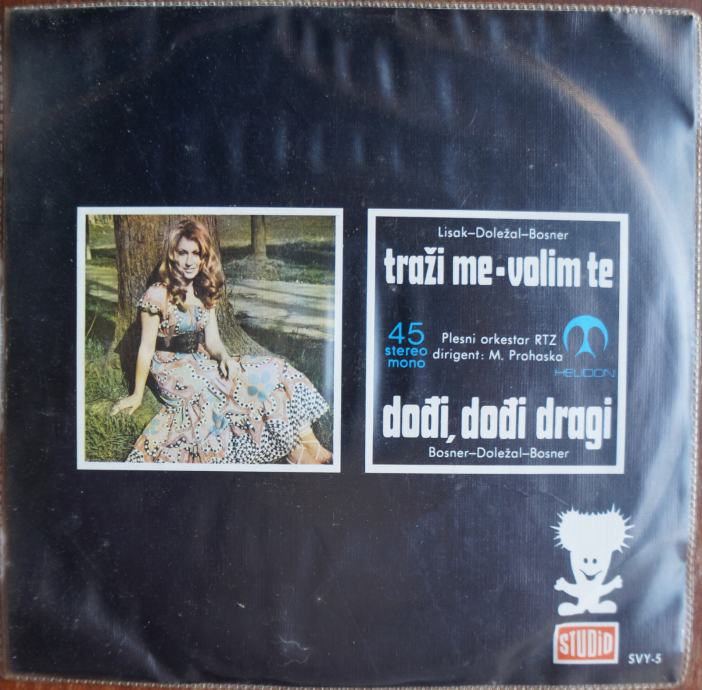 Lisak–Doležal–Bosner
traži me-volim te
45
stereo
mono
Plesni orkestar RTZ
dirigent: M. Prohaska
HELIDON
dođi, dođi dragi
Bosner–Doležal–Bosner
STUDiO
SVY-5